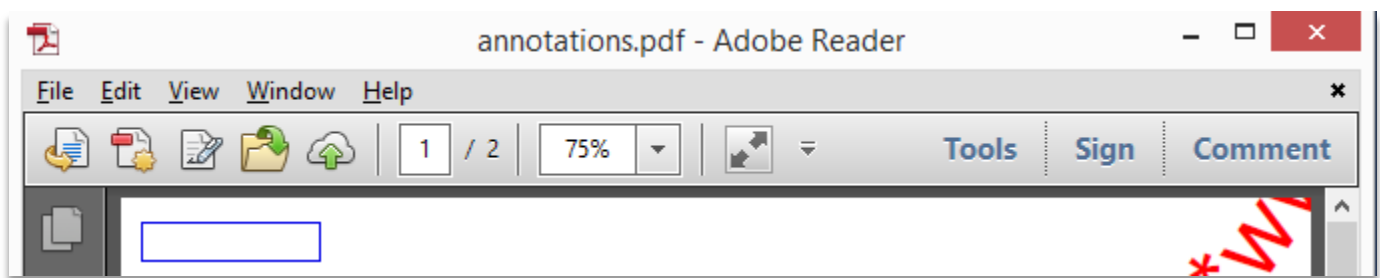 annotations.pdf - Adobe Reader
File Edit View Window Help
1 / 2 75% Tools Sign Comment
*W